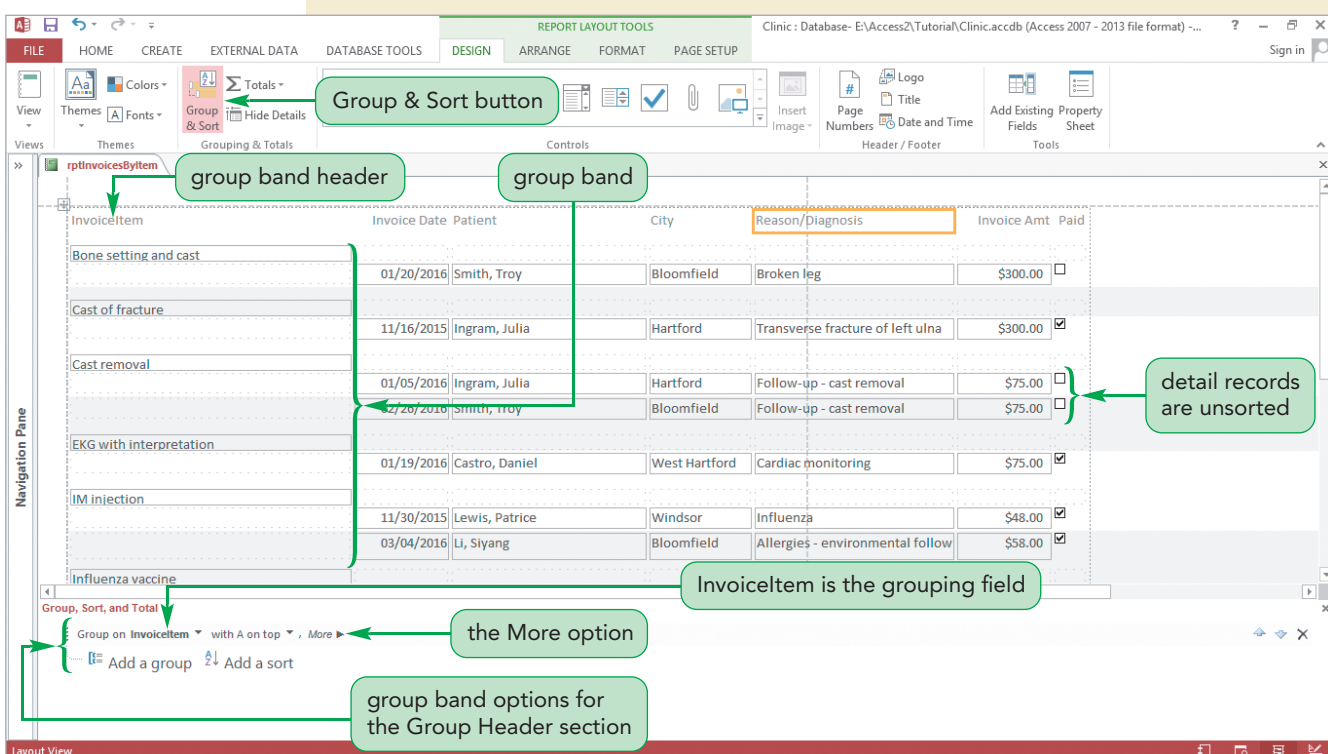 REPORT LAYOUT TOOLS
Clinic : Database- E:\Access2\Tutorial\Clinic.accdb (Access 2007 - 2013 file format) -...
?
FILE HOME CREATE EXTERNAL DATA DATABASE TOOLS DESIGN ARRANGE FORMAT PAGE SETUP Sign in
View
Views
Themes
Colors
Fonts
Themes
Group & Sort
Totals
Hide Details
Grouping & Totals
Group & Sort button
Controls
Insert Image
Page Numbers
Logo
Title
Date and Time
Header / Footer
Add Existing Fields
Property Sheet
Tools
rptInvoicesByItem
group band header
group band
InvoiceItem Invoice Date Patient City Reason/Diagnosis Invoice Amt Paid
Bone setting and cast
01/20/2016 Smith, Troy Bloomfield Broken leg $300.00
Cast of fracture
11/16/2015 Ingram, Julia Hartford Transverse fracture of left ulna $300.00
Cast removal
01/05/2016 Ingram, Julia Hartford Follow-up - cast removal $75.00
02/26/2016 Smith, Troy Bloomfield Follow-up - cast removal $75.00
detail records
are unsorted
EKG with interpretation
01/19/2016 Castro, Daniel West Hartford Cardiac monitoring $75.00
IM injection
11/30/2015 Lewis, Patrice Windsor Influenza $48.00
03/04/2016 Li, Siyang Bloomfield Allergies - environmental follow $58.00
Influenza vaccine
Navigation Pane
InvoiceItem is the grouping field
Group, Sort, and Total
Group on InvoiceItem with A on top , More
the More option
Add a group Add a sort
group band options for
the Group Header section
Layout View